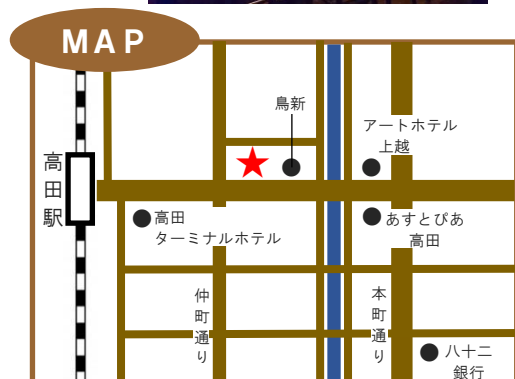 MAP
鳥新
アートホテル
上越
高田駅
高田
ターミナルホテル
あすとぴあ
高田
仲町通り
本町通り
八十二
銀行